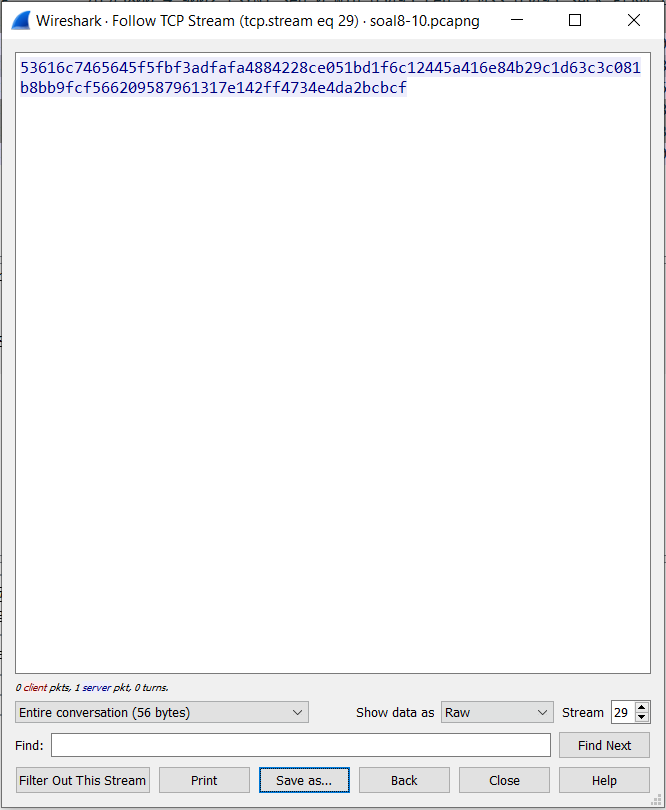 Wireshark · Follow TCP Stream (tcp.stream eq 29) · soal8-10.pcapng
53616c7465645f5fbf3adfafa4884228ce051bd1f6c12445a416e84b29c1d63c3c081
b8bb9fcf566209587961317e142ff4734e4da2bcbcf
0 client pkts, 1 server pkt, 0 turns.
Entire conversation (56 bytes) Show data as Raw Stream 29
Find: Find Next
Filter Out This Stream Print Save as... Back Close Help